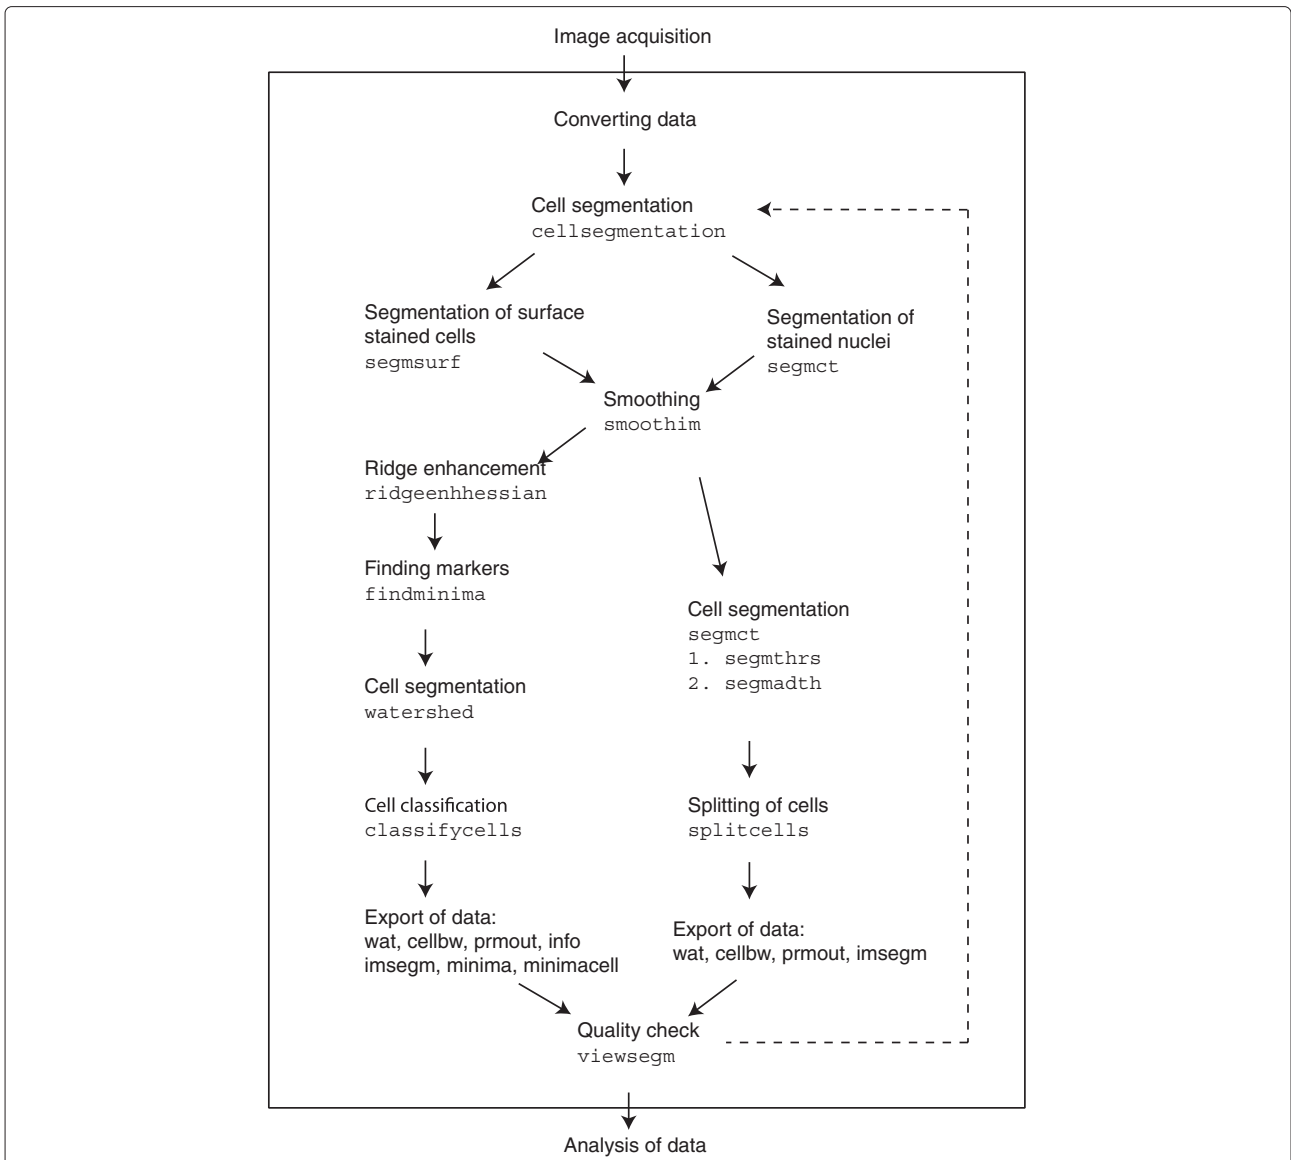 Image acquisition
Converting data
Cell segmentation
cellsegmentation
Segmentation of surface
stained cells
segmsurf
Segmentation of
stained nuclei
segmct
Smoothing
smoothim
Ridge enhancement
ridgeenhhessian
Finding markers
findminima
Cell segmentation
watershed
Cell classification
classifycells
Export of data:
wat, cellbw, prmout, info
imsegm, minima, minimacell
Cell segmentation
segmct
1. segmthrs
2. segmadth
Splitting of cells
splitcells
Export of data:
wat, cellbw, prmout, imsegm
Quality check
viewsegm
Analysis of data